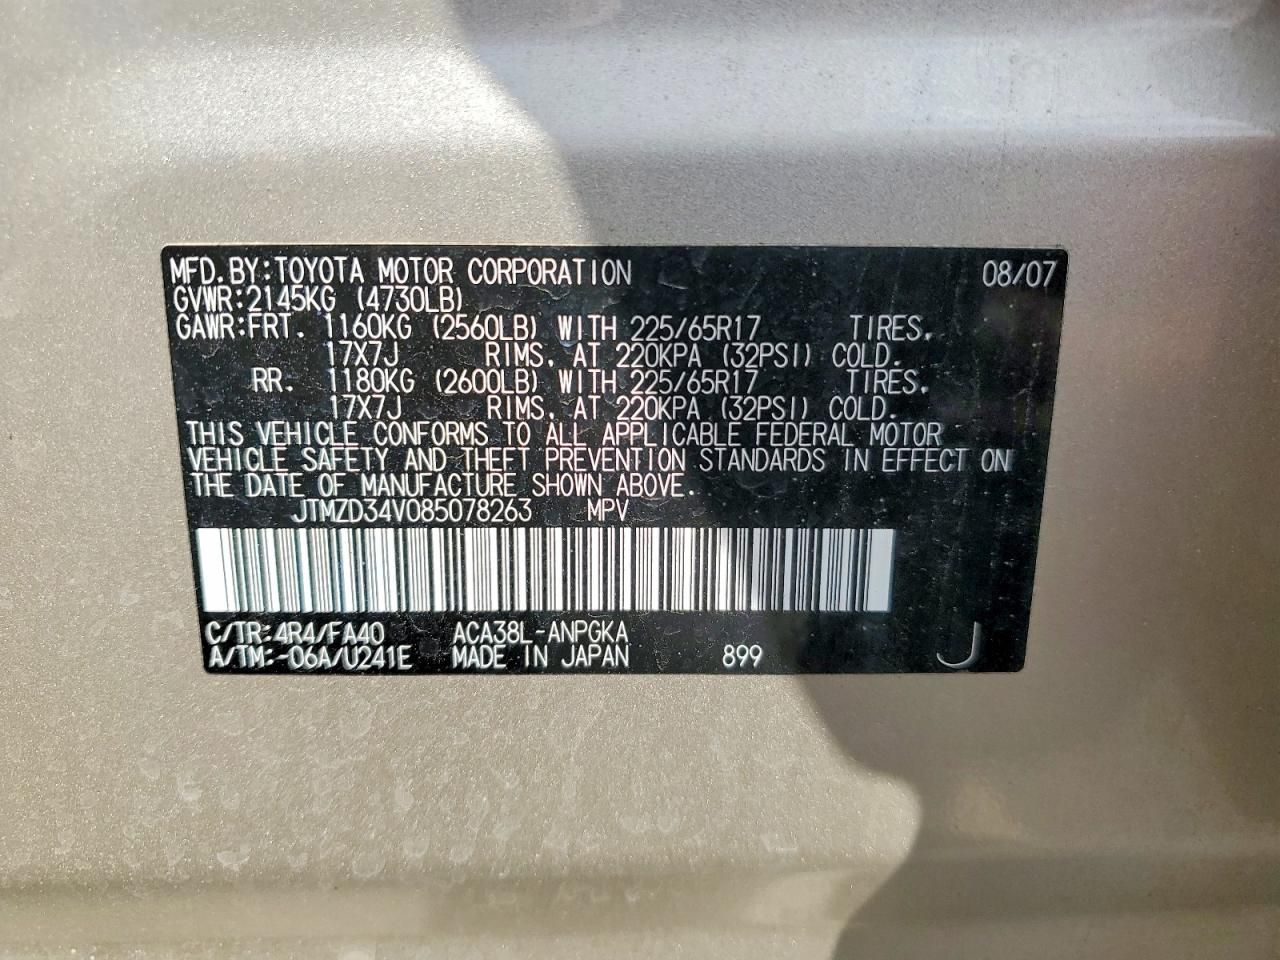 MFD. BY: TOYOTA MOTOR CORPORATION 08/07
GVWR: 2145KG (4730LB)
GAWR: FRT. 1160KG (2560LB) WITH 225/65R17 TIRES,
17X7J RIMS, AT 220KPA (32PSI) COLD.
RR. 1180KG (2600LB) WITH 225/65R17 TIRES,
17X7J RIMS, AT 220KPA (32PSI) COLD.
THIS VEHICLE CONFORMS TO ALL APPLICABLE FEDERAL MOTOR
VEHICLE SAFETY AND THEFT PREVENTION STANDARDS IN EFFECT ON
THE DATE OF MANUFACTURE SHOWN ABOVE.
JTMZD34V085078263 MPV
C/TR: 4R4/FA40 ACA38L-ANPGKA
A/TM: -06A/U241E MADE IN JAPAN 899 J